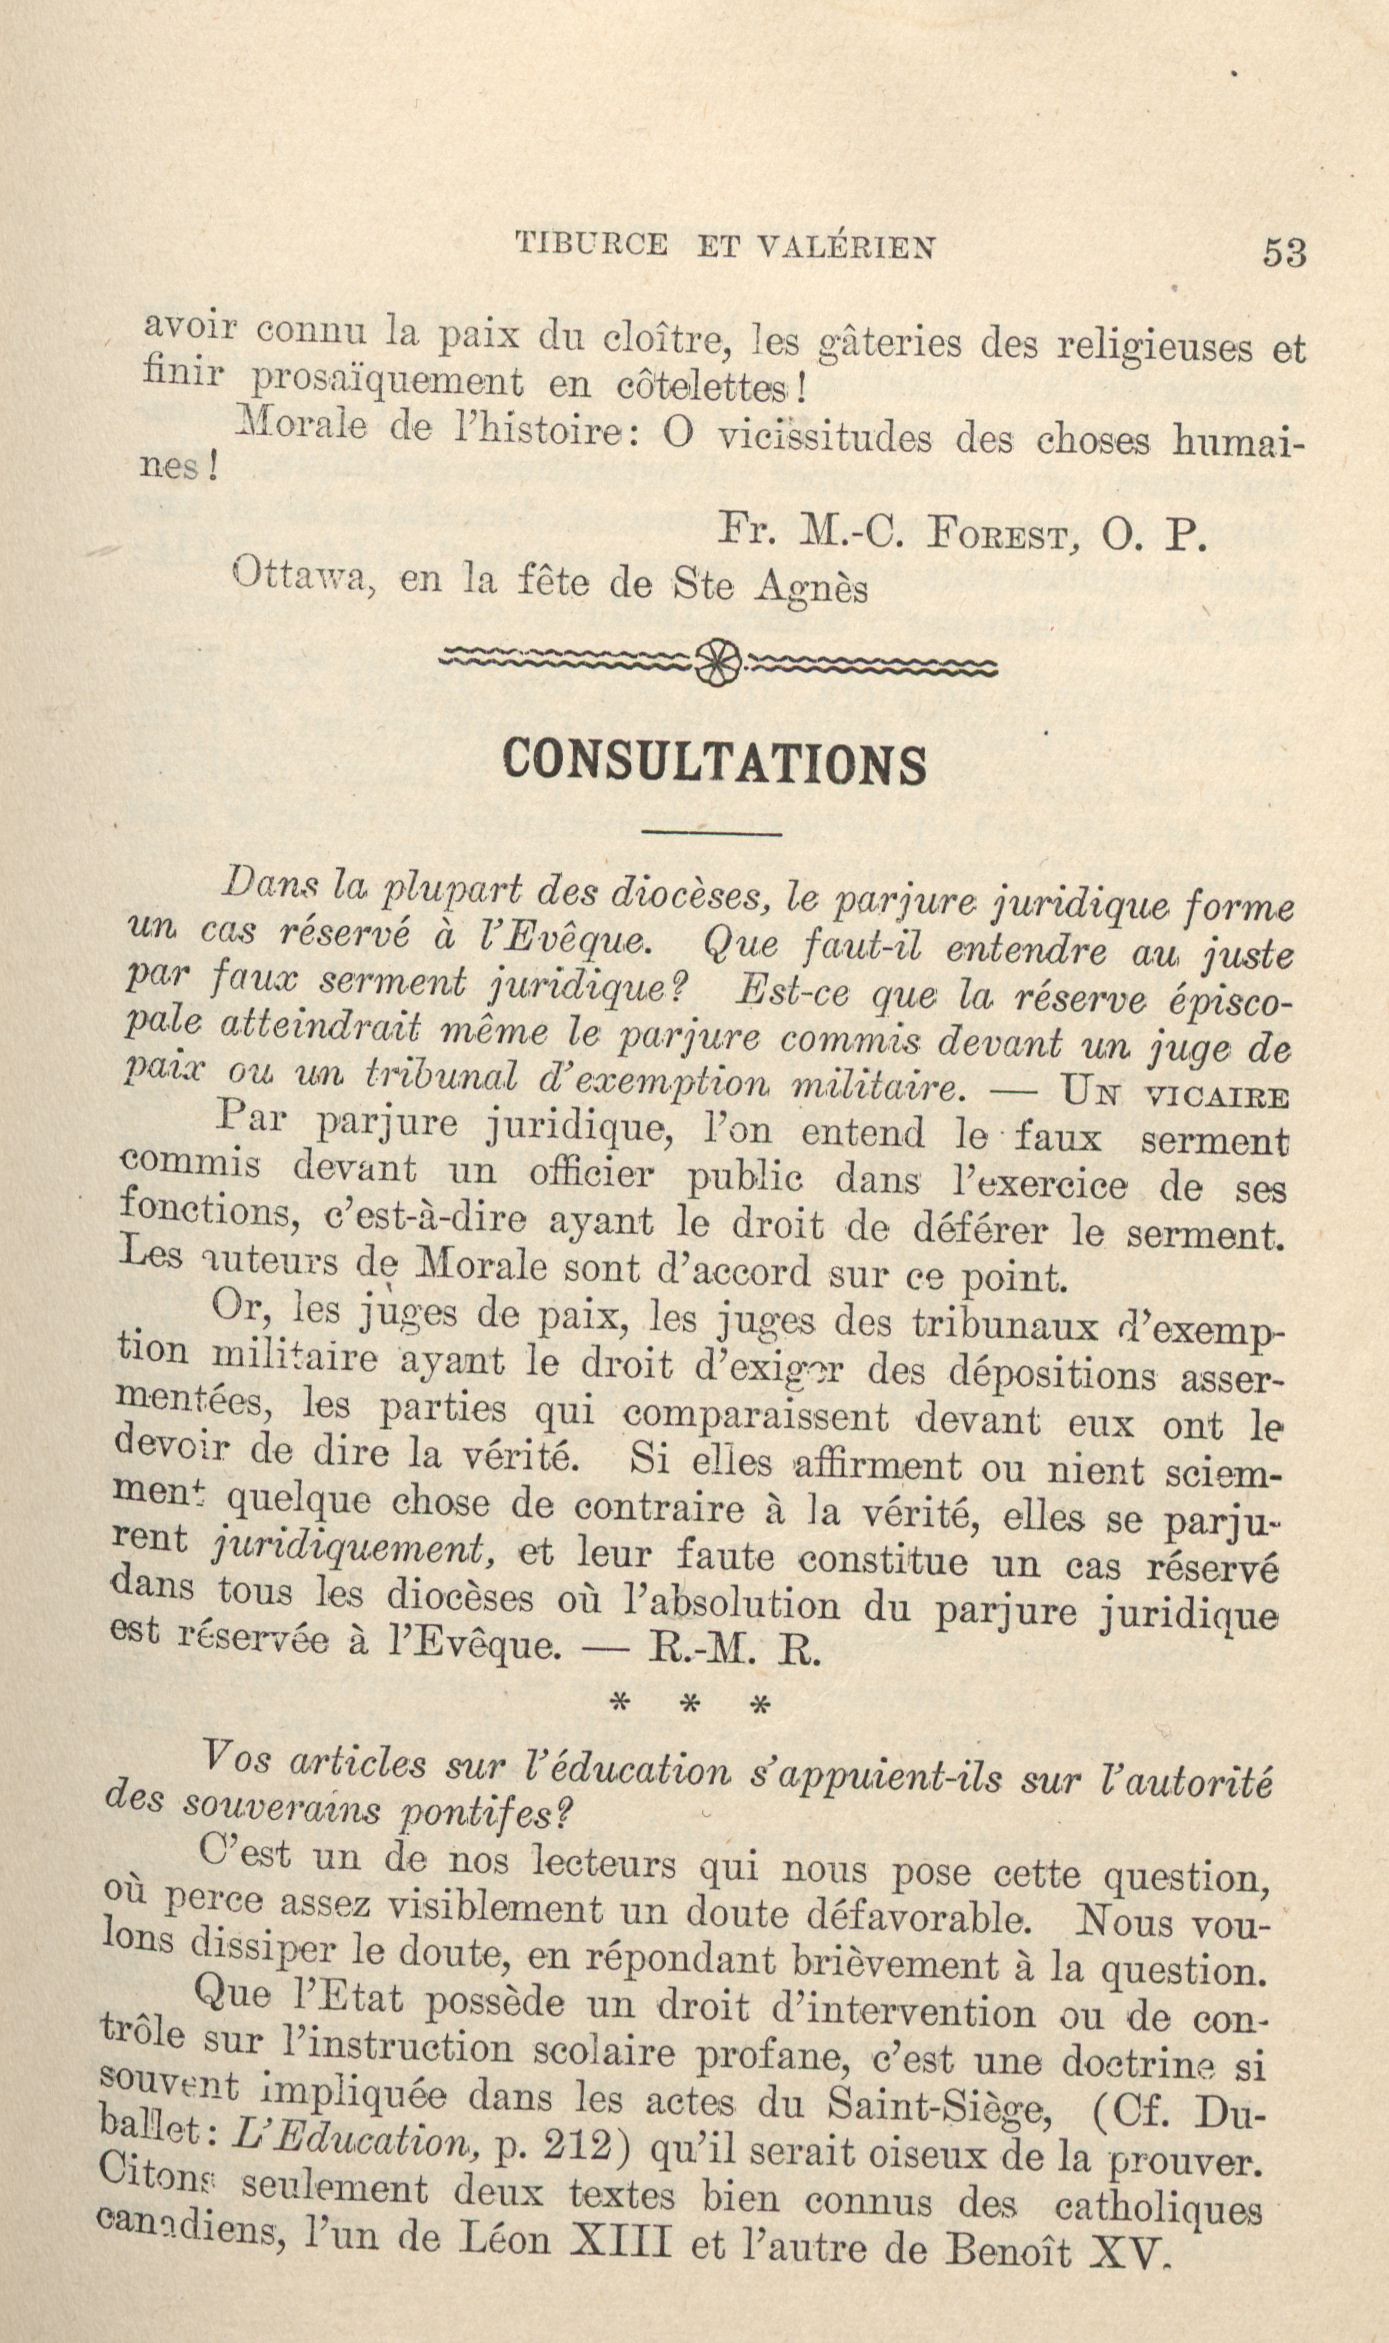 TIBURCE ET VALÉRIEN 53
avoir connu la paix du cloître, les gâteries des religieuses et
finir prosaïquement en côtelettes !
Morale de l'histoire: O vicissitudes des choses humai-
nes !
Fr. M.-C. FOREST, O. P.
Ottawa, en la fête de Ste Agnès
CONSULTATIONS
Dans la plupart des diocèses, le parjure juridique forme
un cas réservé à l'Evêque. Que faut-il entendre au juste
par faux serment juridique? Est-ce que la réserve épisco-
pale atteindrait même le parjure commis devant un juge de
paix ou un tribunal d'exemption militaire. — UN VICAIRE
Par parjure juridique, l'on entend le faux serment
commis devant un officier public dans l'exercice de ses
fonctions, c'est-à-dire ayant le droit de déférer le serment.
Les auteurs de Morale sont d'accord sur ce point.
Or, les juges de paix, les juges des tribunaux d'exemp-
tion militaire ayant le droit d'exiger des dépositions asser-
mentées, les parties qui comparaissent devant eux ont le
devoir de dire la vérité. Si elles affirment ou nient sciem-
ment quelque chose de contraire à la vérité, elles se parju-
rent juridiquement, et leur faute constitue un cas réservé
dans tous les diocèses où l'absolution du parjure juridique
est réservée à l'Evêque. — R.-M. R.
* * *
Vos articles sur l'éducation s'appuient-ils sur l'autorité
des souverains pontifes?
C'est un de nos lecteurs qui nous pose cette question,
où perce assez visiblement un doute défavorable. Nous vou-
lons dissiper le doute, en répondant brièvement à la question.
Que l'Etat possède un droit d'intervention ou de con-
trôle sur l'instruction scolaire profane, c'est une doctrine si
souvent impliquée dans les actes du Saint-Siège, (Cf. Du-
ballet: L'Education, p. 212) qu'il serait oiseux de la prouver.
Citons seulement deux textes bien connus des catholiques
canadiens, l'un de Léon XIII et l'autre de Benoît XV.